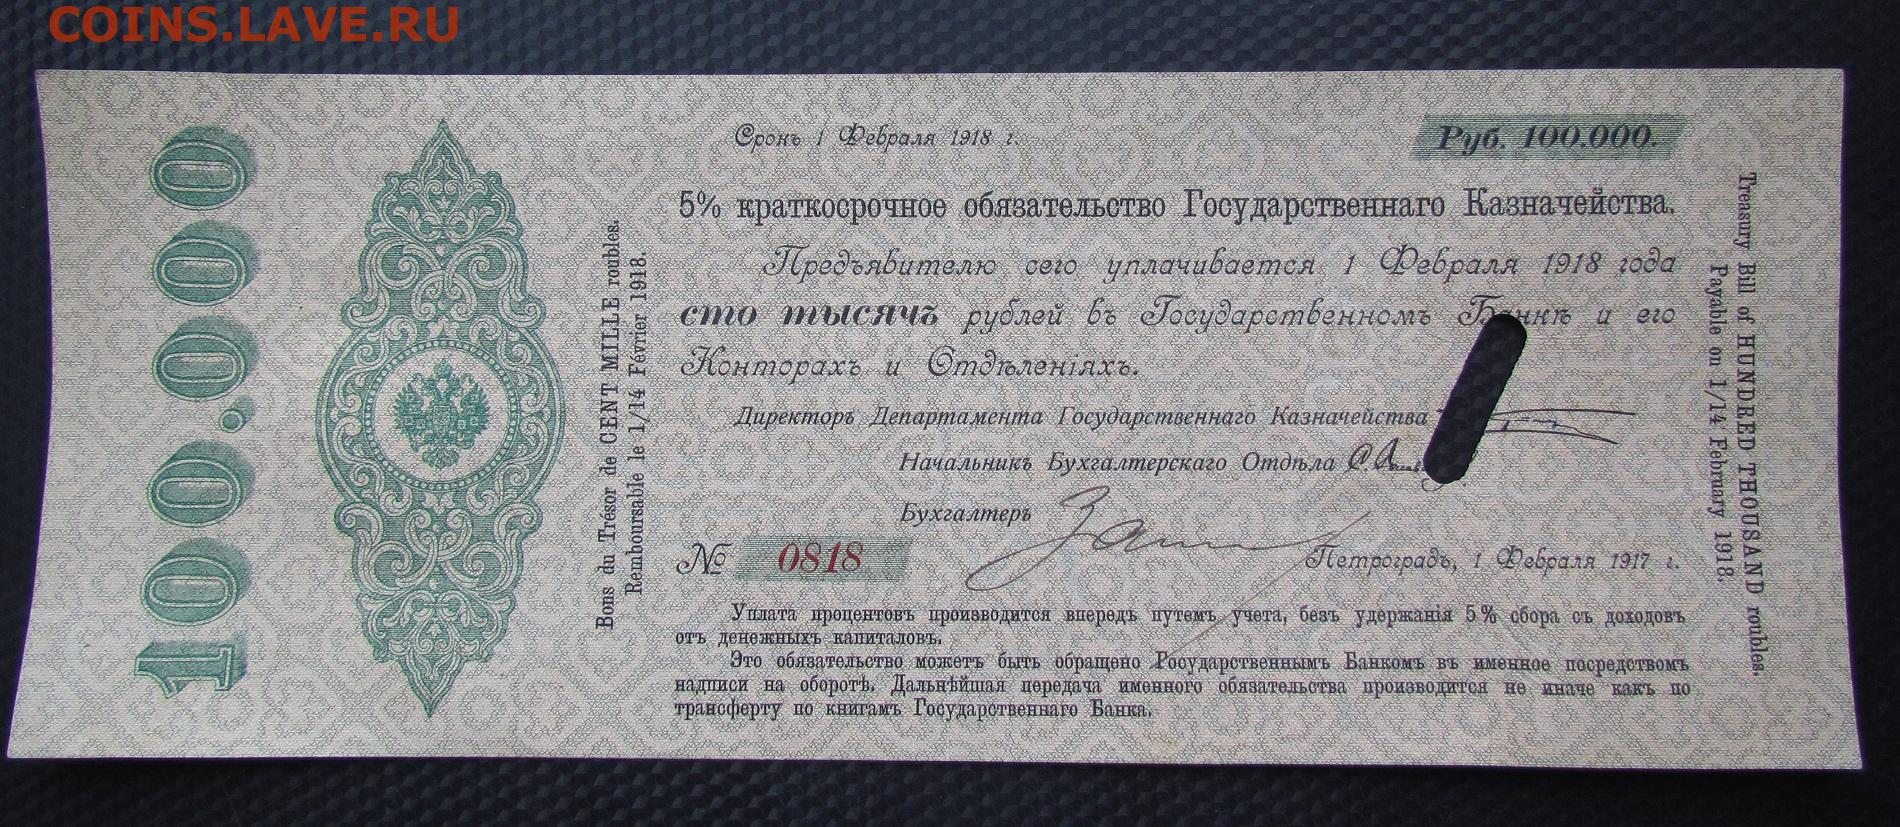 COINS.LAVE.RU
100.000
Bons du Trésor de CENT MILLE roubles.
Remboursable le 1/14 Février 1918.
Срокъ 1 Февраля 1918 г.
Руб. 100.000.
5% краткосрочное обязательство Государственнаго Казначейства.
Предъявителю сего уплачивается 1 Февраля 1918 года
сто тысячъ рублей въ Государственномъ Банкѣ и его
Конторахъ и Отдѣленіяхъ.
Директоръ Департамента Государственнаго Казначейства
Начальникъ Бухгалтерскаго Отдѣла
Бухгалтеръ
№ 0818
Петроградъ, 1 Февраля 1917 г.
Уплата процентовъ производится впередъ путемъ учета, безъ удержанія 5% сбора съ доходовъ
отъ денежныхъ капиталовъ.
Это обязательство можетъ быть обращено Государственнымъ Банкомъ въ именное посредствомъ
надписи на оборотѣ. Дальнѣйшая передача именного обязательства производится не иначе какъ по
трансферту по книгамъ Государственнаго Банка.
Treasury Bill of HUNDRED THOUSAND roubles.
Payable on 1/14 February 1918.